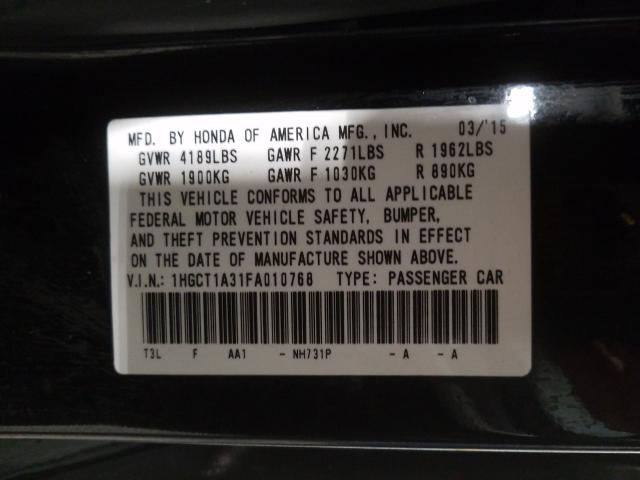 MFD. BY HONDA OF AMERICA MFG., INC. 03/'15
GVWR 4189LBS GAWR F 2271LBS R 1962LBS
GVWR 1900KG GAWR F 1030KG R 890KG
THIS VEHICLE CONFORMS TO ALL APPLICABLE
FEDERAL MOTOR VEHICLE SAFETY, BUMPER,
AND THEFT PREVENTION STANDARDS IN EFFECT
ON THE DATE OF MANUFACTURE SHOWN ABOVE.
V.I.N.: 1HGCT1A31FA010768 TYPE: PASSENGER CAR
T3L F AA1 - NH731P - A - A